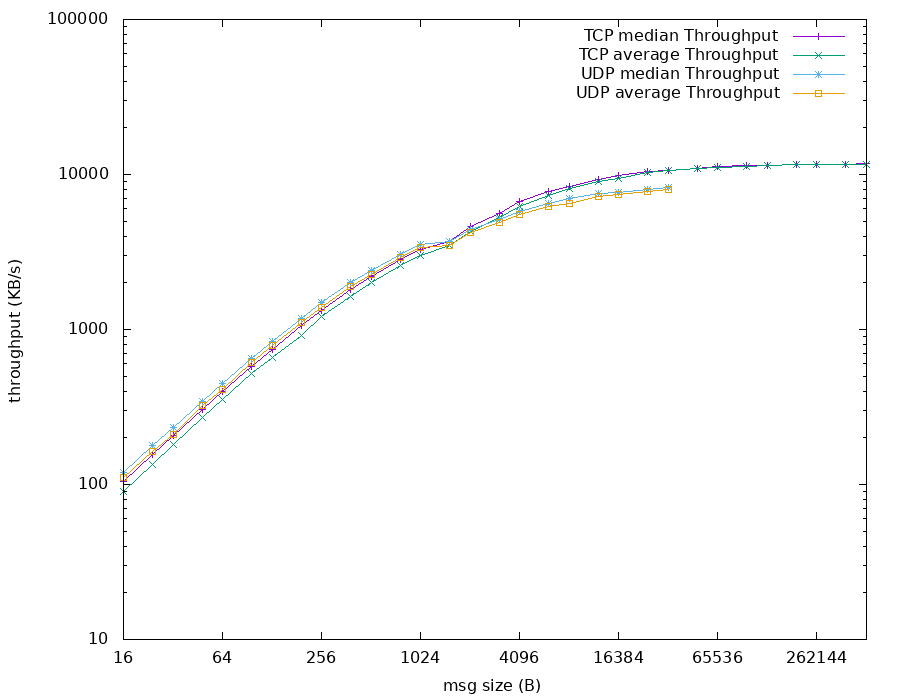 100000
10000
1000
100
10
throughput (KB/s)
TCP median Throughput
TCP average Throughput
UDP median Throughput
UDP average Throughput
16 64 256 1024 4096 16384 65536 262144
msg size (B)